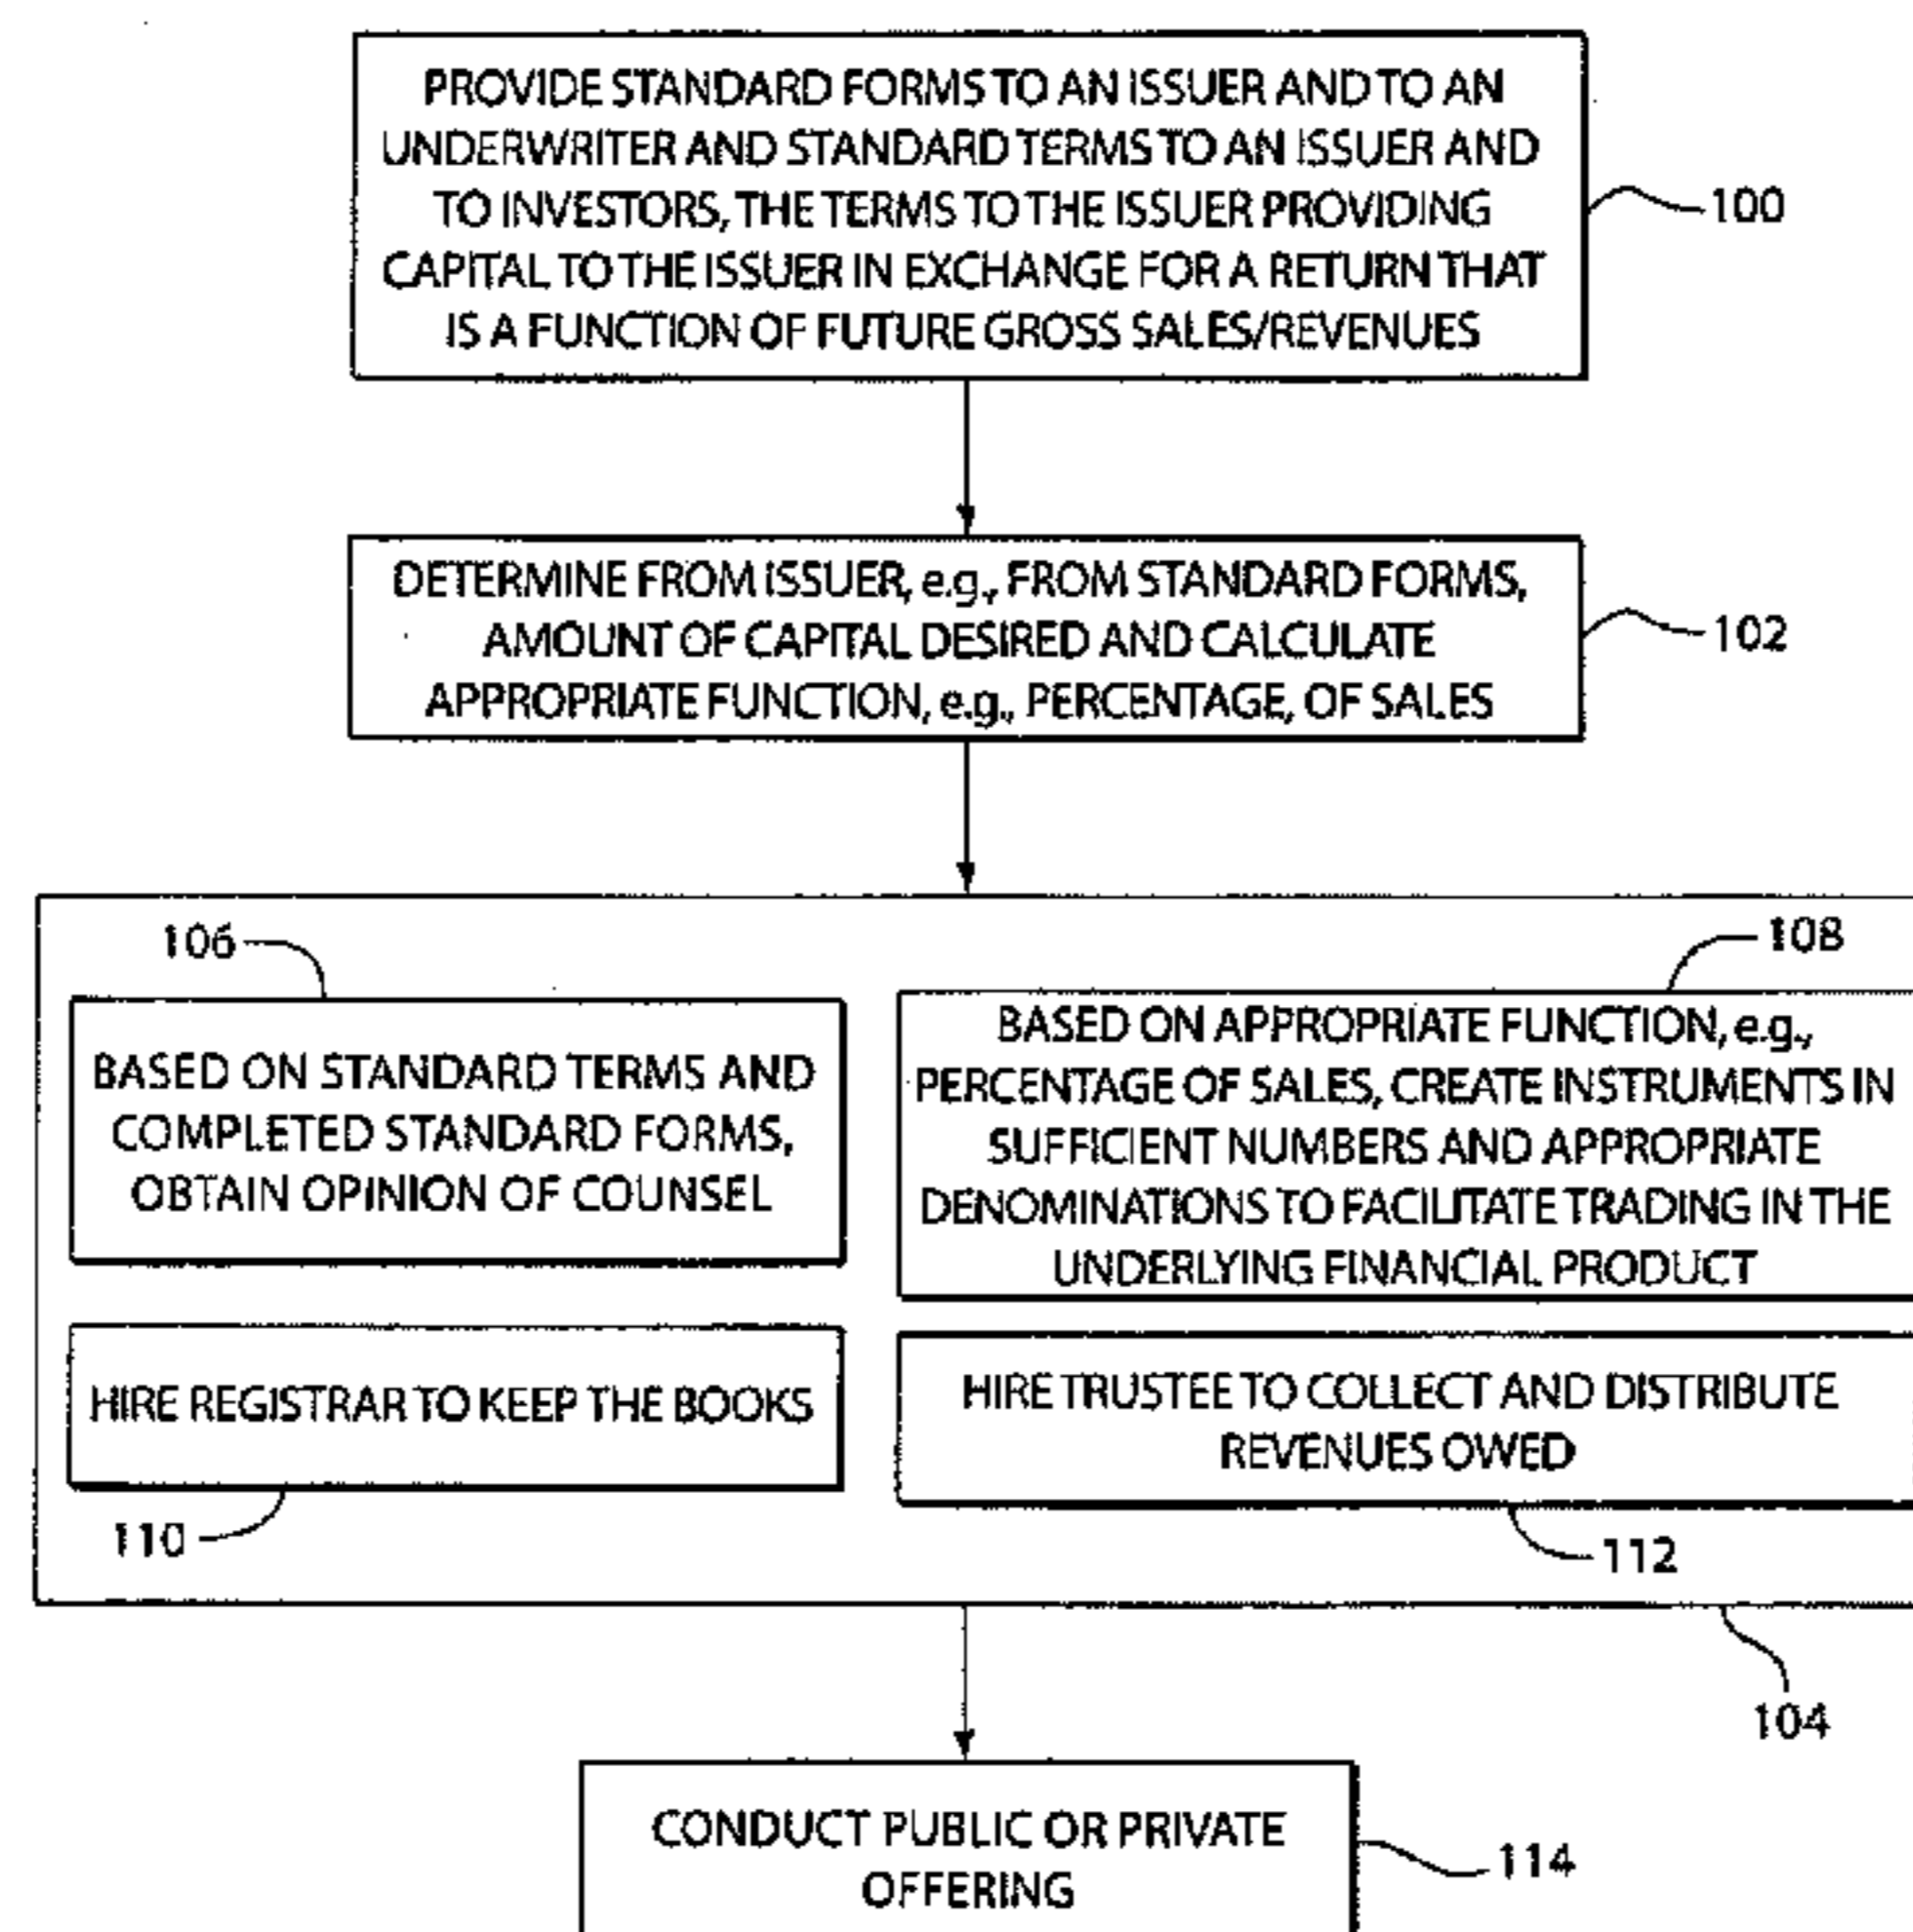 PROVIDE STANDARD FORMS TO AN ISSUER AND TO AN
UNDERWRITER AND STANDARD TERMS TO AN ISSUER AND
TO INVESTORS, THE TERMS TO THE ISSUER PROVIDING
CAPITAL TO THE ISSUER IN EXCHANGE FOR A RETURN THAT
IS A FUNCTION OF FUTURE GROSS SALES/REVENUES
100
DETERMINE FROM ISSUER, e.g., FROM STANDARD FORMS,
AMOUNT OF CAPITAL DESIRED AND CALCULATE
APPROPRIATE FUNCTION, e.g., PERCENTAGE, OF SALES
102
106
BASED ON STANDARD TERMS AND
COMPLETED STANDARD FORMS,
OBTAIN OPINION OF COUNSEL
108
BASED ON APPROPRIATE FUNCTION, e.g.,
PERCENTAGE OF SALES, CREATE INSTRUMENTS IN
SUFFICIENT NUMBERS AND APPROPRIATE
DENOMINATIONS TO FACILITATE TRADING IN THE
UNDERLYING FINANCIAL PRODUCT
HIRE REGISTRAR TO KEEP THE BOOKS
110
HIRE TRUSTEE TO COLLECT AND DISTRIBUTE
REVENUES OWED
112
104
CONDUCT PUBLIC OR PRIVATE
OFFERING
114